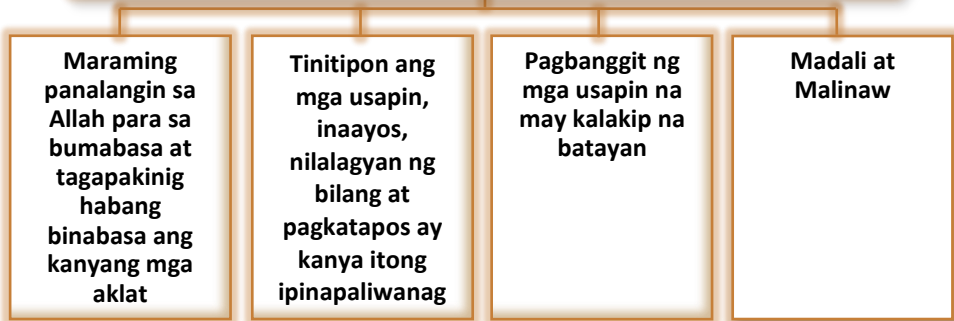 Maraming
panalangin sa
Allah para sa
bumabasa at
tagapakinig
habang
binabasa ang
kanyang mga
aklat
Tinitipon ang
mga usapin,
inaayos,
nilalagyan ng
bilang at
pagkatapos ay
kanya itong
ipinapaliwanag
Pagbanggit ng
mga usapin na
may kalakip na
batayan
Madali at
Malinaw